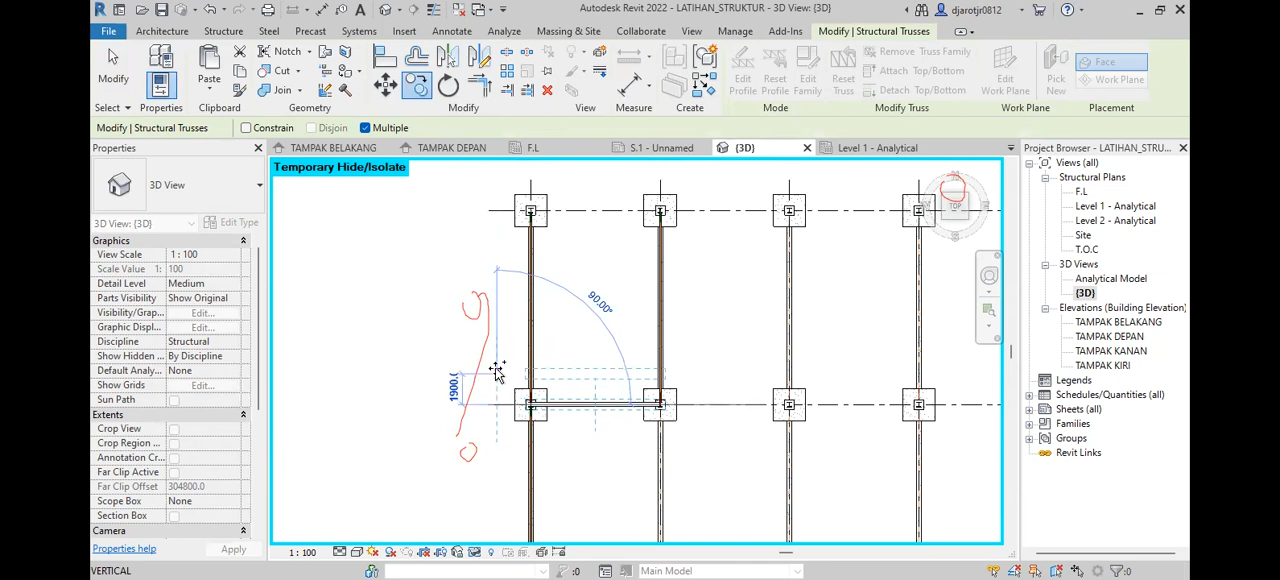 Autodesk Revit 2022 - LATIHAN_STRUKTUR - 3D View: {3D}
djarotjr0812
File Architecture Structure Steel Precast Systems Insert Annotate Analyze Massing & Site Collaborate View Manage Add-Ins Modify | Structural Trusses
Modify
Paste
Notch
Cut
Join
Edit Profile
Reset Profile
Edit Family
Reset Truss
Remove Truss Family
Attach Top/Bottom
Detach Top/Bottom
Edit Work Plane
Pick New
Face
Work Plane
Select Properties Clipboard Geometry Modify View Measure Create Mode Modify Truss Work Plane Placement
Modify | Structural Trusses Constrain Disjoin Multiple
Properties
TAMPAK BELAKANG TAMPAK DEPAN F.L S.1 - Unnamed {3D} Level 1 - Analytical
Project Browser - LATIHAN_STRU...
Temporary Hide/Isolate
3D View
3D View: {3D} Edit Type
Graphics
View Scale 1 : 100
Scale Value 1: 100
Detail Level Medium
Parts Visibility Show Original
Visibility/Grap... Edit...
Graphic Displ... Edit...
Discipline Structural
Show Hidden ... By Discipline
Default Analy... None
Show Grids Edit...
Sun Path
Extents
Crop View
Crop Region ...
Annotation Cr...
Far Clip Active
Far Clip Offset 304800.0
Scope Box None
Section Box
Camera
Properties help Apply
TOP
90.00°
1900.(
Views (all)
Structural Plans
F.L
Level 1 - Analytical
Level 2 - Analytical
Site
T.O.C
3D Views
Analytical Model
{3D}
Elevations (Building Elevation)
TAMPAK BELAKANG
TAMPAK DEPAN
TAMPAK KANAN
TAMPAK KIRI
Legends
Schedules/Quantities (all)
Sheets (all)
Families
Groups
Revit Links
1 : 100
VERTICAL
:0
Main Model
:0